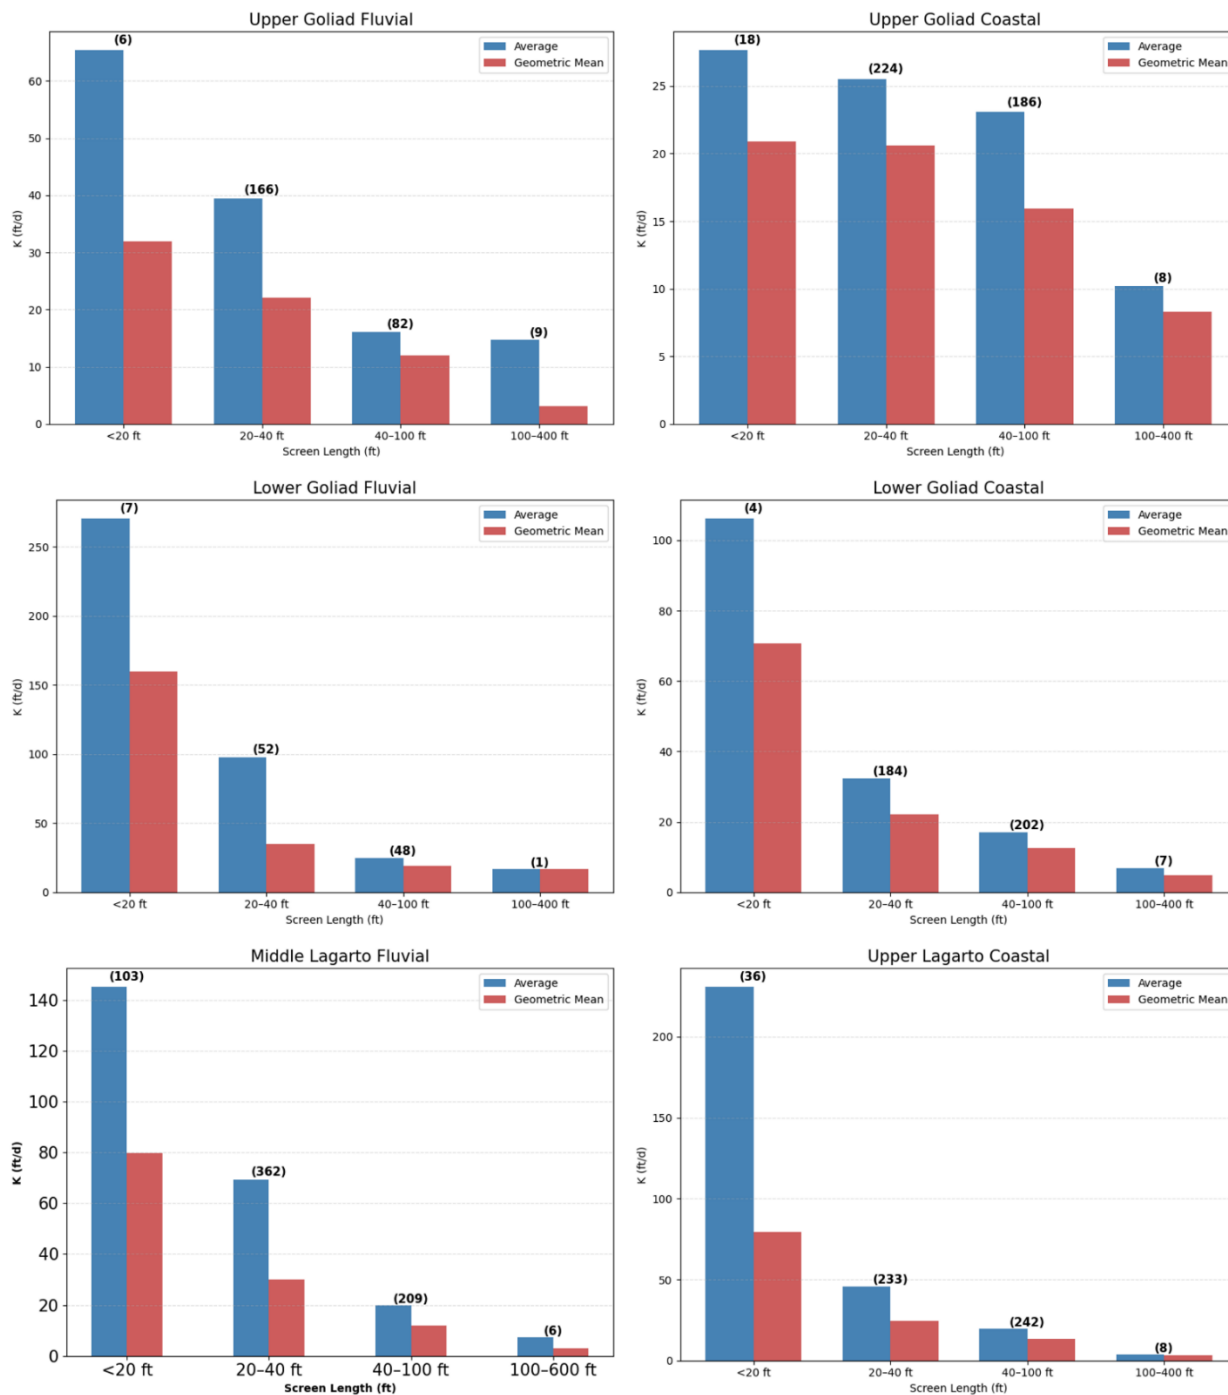 Upper Goliad Fluvial
(6)
(166)
(82)
(9)
Average
Geometric Mean
60
50
40
30
20
10
0
K (ft/d)
<20 ft
20–40 ft
40–100 ft
100–400 ft
Screen Length (ft)
Upper Goliad Coastal
(18)
(224)
(186)
(8)
Average
Geometric Mean
25
20
15
10
5
0
K (ft/d)
<20 ft
20–40 ft
40–100 ft
100–400 ft
Screen Length (ft)
Lower Goliad Fluvial
(7)
(52)
(48)
(1)
Average
Geometric Mean
250
200
150
100
50
0
K (ft/d)
<20 ft
20–40 ft
40–100 ft
100–400 ft
Screen Length (ft)
Lower Goliad Coastal
(4)
(184)
(202)
(7)
Average
Geometric Mean
100
80
60
40
20
0
K (ft/d)
<20 ft
20–40 ft
40–100 ft
100–400 ft
Screen Length (ft)
Middle Lagarto Fluvial
(103)
(362)
(209)
(6)
Average
Geometric Mean
140
120
100
80
60
40
20
0
K (ft/d)
<20 ft
20–40 ft
40–100 ft
100–600 ft
Screen Length (ft)
Upper Lagarto Coastal
(36)
(233)
(242)
(8)
Average
Geometric Mean
200
150
100
50
0
K (ft/d)
<20 ft
20–40 ft
40–100 ft
100–400 ft
Screen Length (ft)